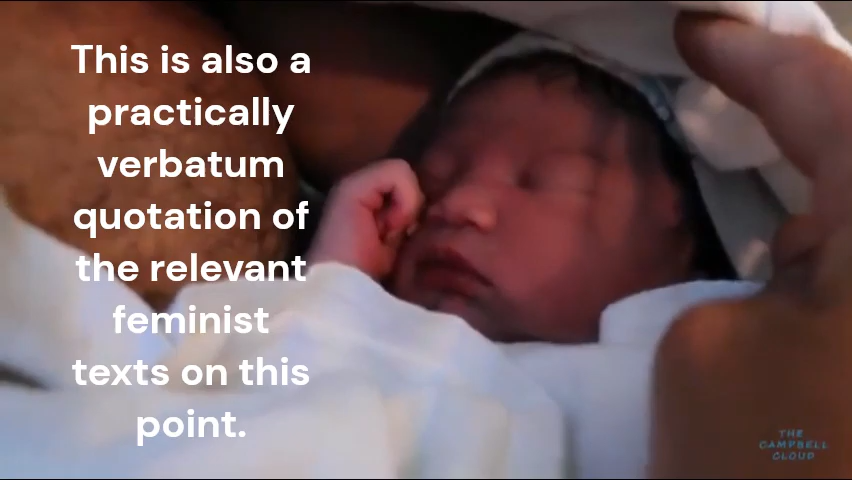 This is also a
practically
verbatum
quotation of
the relevant
feminist
texts on this
point.
THE
CAMPBELL
CLOUD